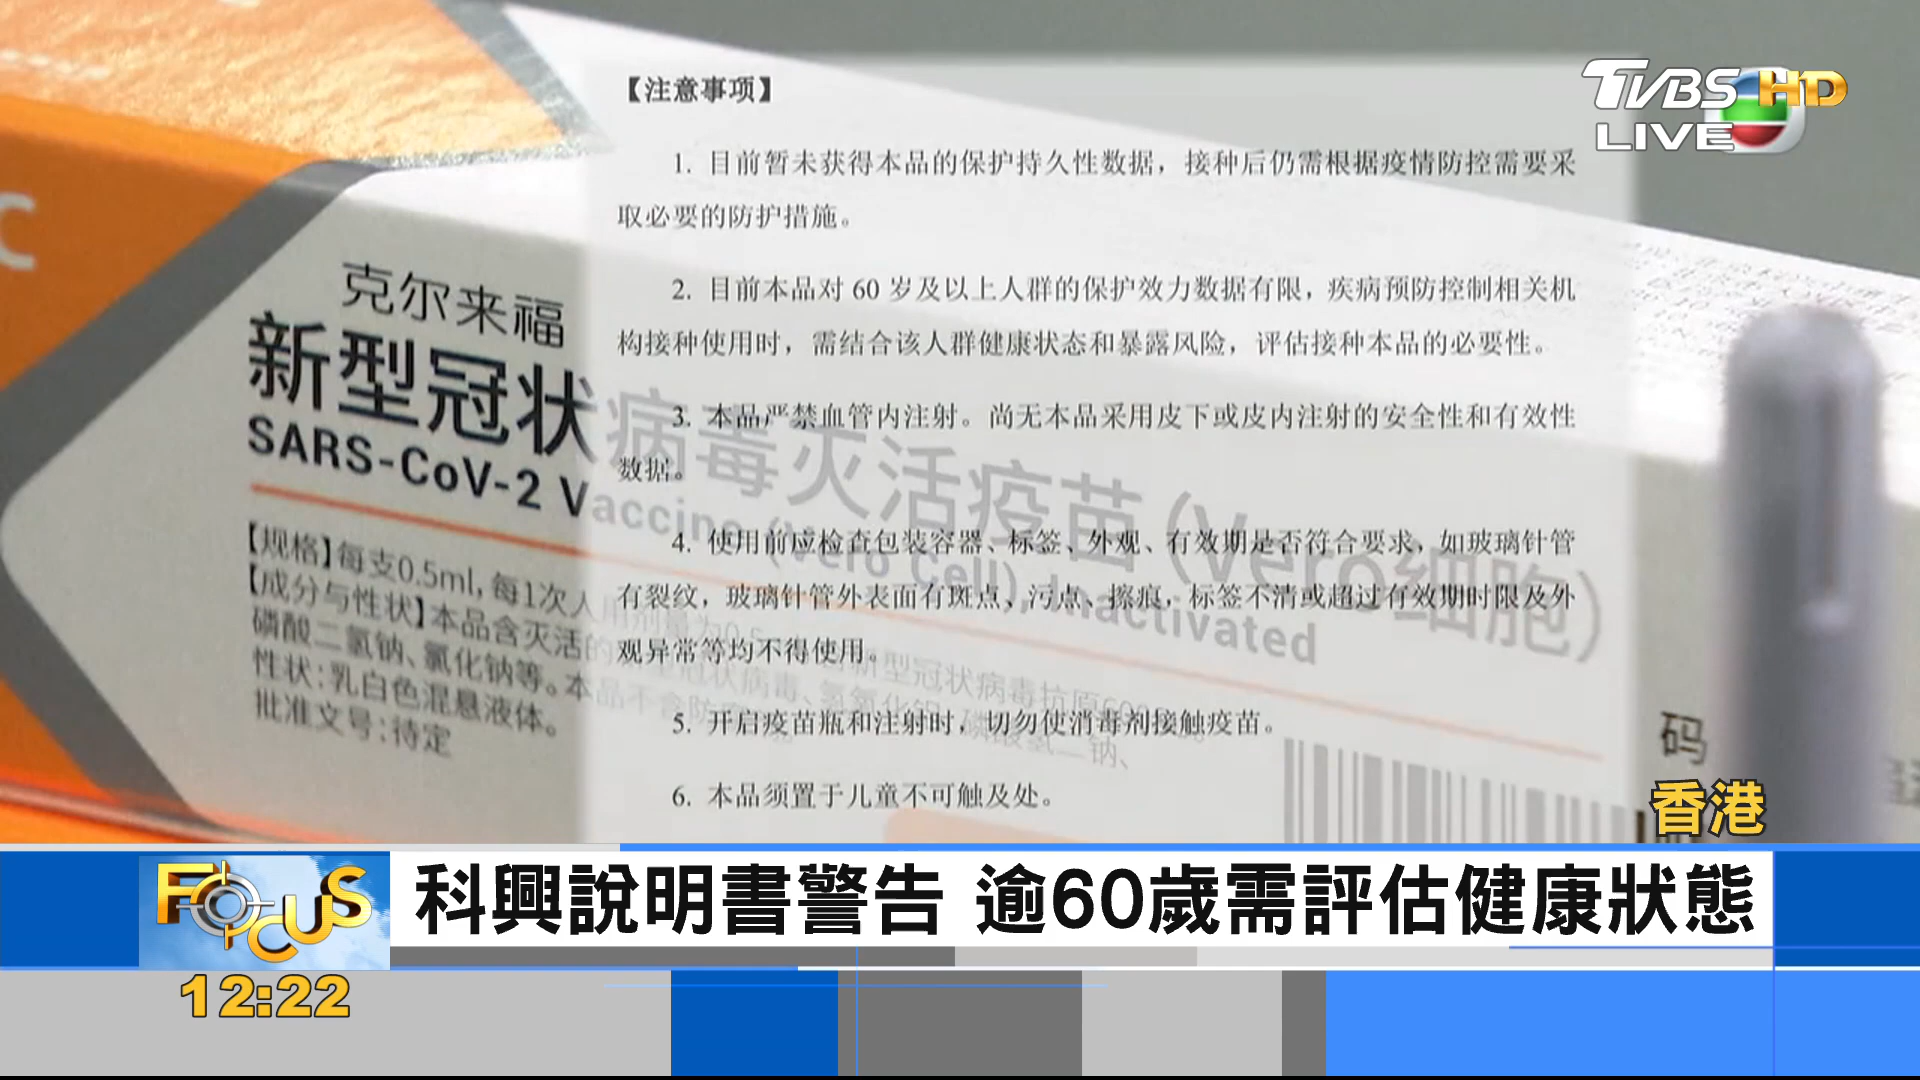 TVBS HD
LIVE
【注意事项】
1. 目前暂未获得本品的保护持久性数据，接种后仍需根据疫情防控需要采
取必要的防护措施。
2. 目前本品对 60 岁及以上人群的保护效力数据有限，疾病预防控制相关机
构接种使用时，需结合该人群健康状态和暴露风险，评估接种本品的必要性。
3. 本品严禁血管内注射。尚无本品采用皮下或皮内注射的安全性和有效性
数据。
4. 使用前应检查包装容器、标签、外观、有效期是否符合要求，如玻璃针管
有裂纹，玻璃针管外表面有斑点、污点、擦痕，标签不清或超过有效期时限及外
观异常等均不得使用。
5. 开启疫苗瓶和注射时，切勿使消毒剂接触疫苗。
6. 本品须置于儿童不可触及处。
C
克尔来福
新型冠状病毒灭活疫苗（Vero细胞）
SARS-CoV-2 Vaccine (Vero Cell), Inactivated
【规格】每支0.5ml，每1次人用剂量为0.5
【成分与性状】本品含灭活的新型冠状病毒抗原
磷酸二氢钠、氯化钠等。本品不含防
性状：乳白色混悬液体。
批准文号：待定
码
香港
FOCUS
科興說明書警告 逾60歲需評估健康狀態
12:22